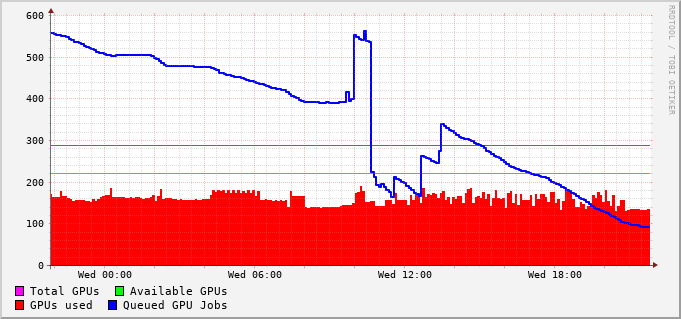 600
500
400
300
200
100
0
Wed 00:00 Wed 06:00 Wed 12:00 Wed 18:00
Total GPUs Available GPUs
GPUs used Queued GPU Jobs
RRDTOOL / TOBI OETIKER